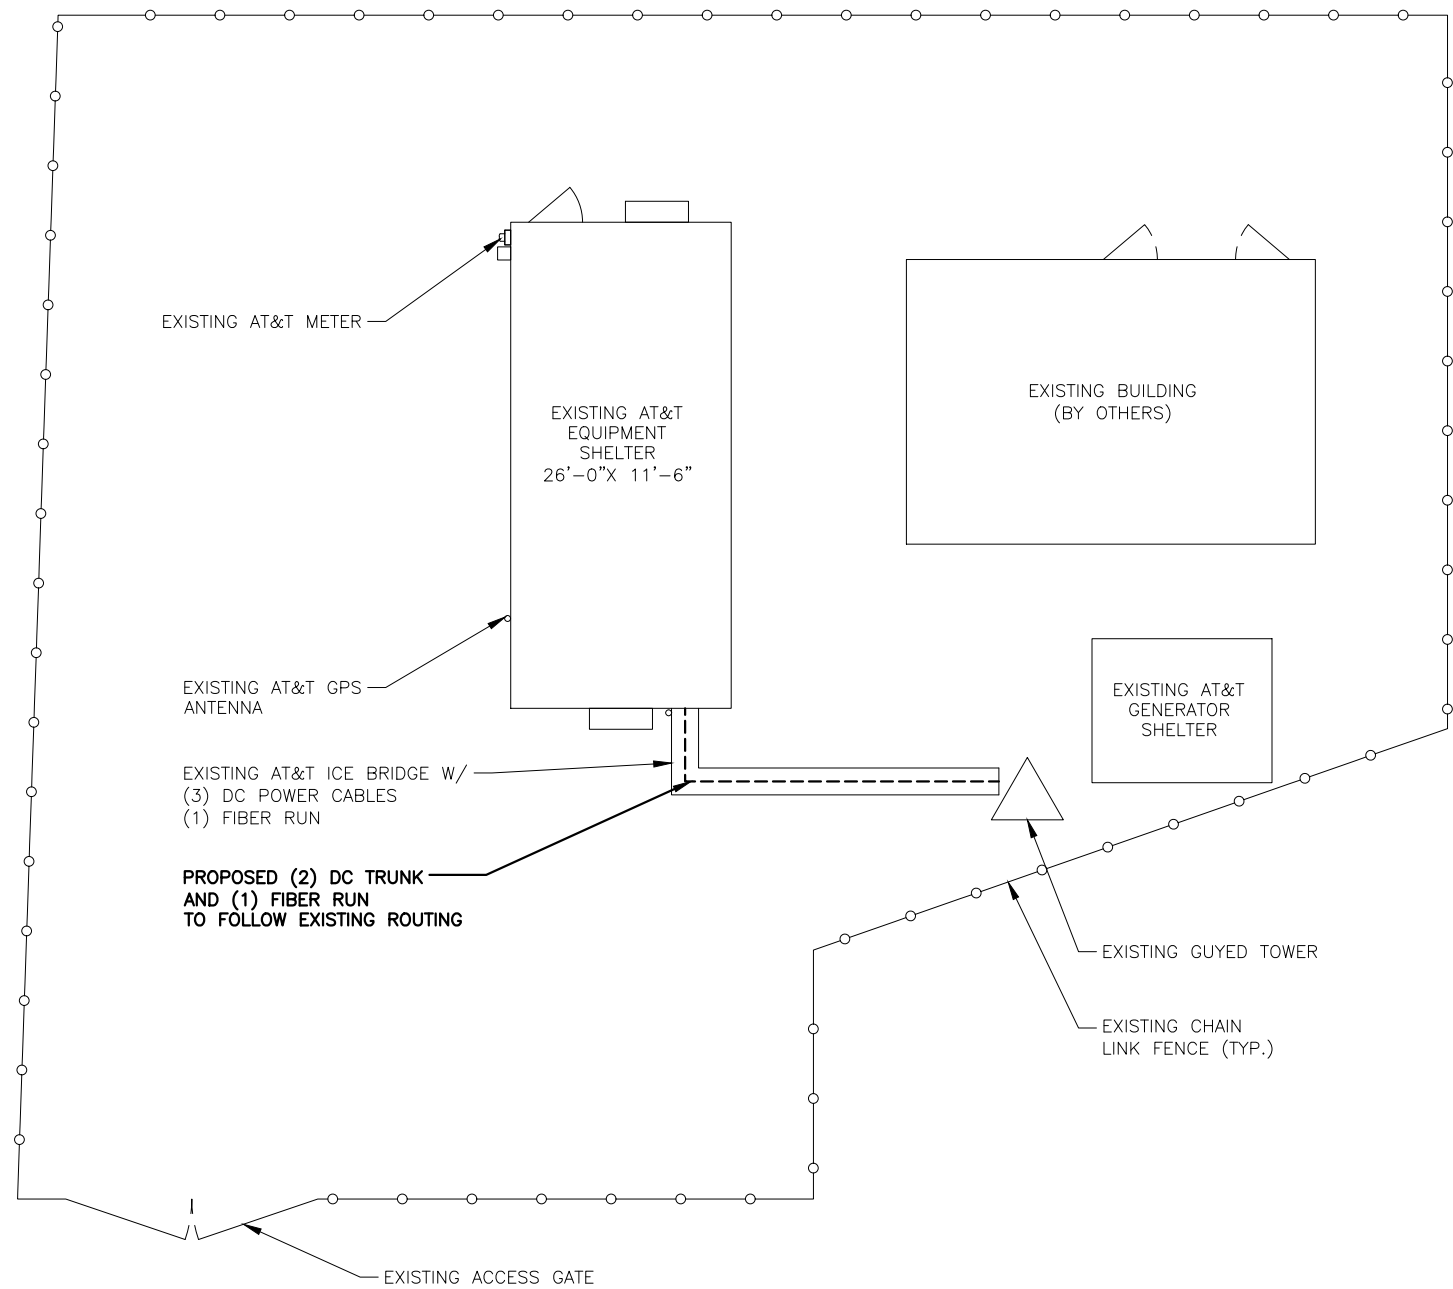 EXISTING AT&T METER
EXISTING AT&T
EQUIPMENT
SHELTER
26'-0"X 11'-6"
EXISTING BUILDING
(BY OTHERS)
EXISTING AT&T GPS
ANTENNA
EXISTING AT&T
GENERATOR
SHELTER
EXISTING AT&T ICE BRIDGE W/
(3) DC POWER CABLES
(1) FIBER RUN
PROPOSED (2) DC TRUNK
AND (1) FIBER RUN
TO FOLLOW EXISTING ROUTING
EXISTING GUYED TOWER
EXISTING CHAIN
LINK FENCE (TYP.)
EXISTING ACCESS GATE